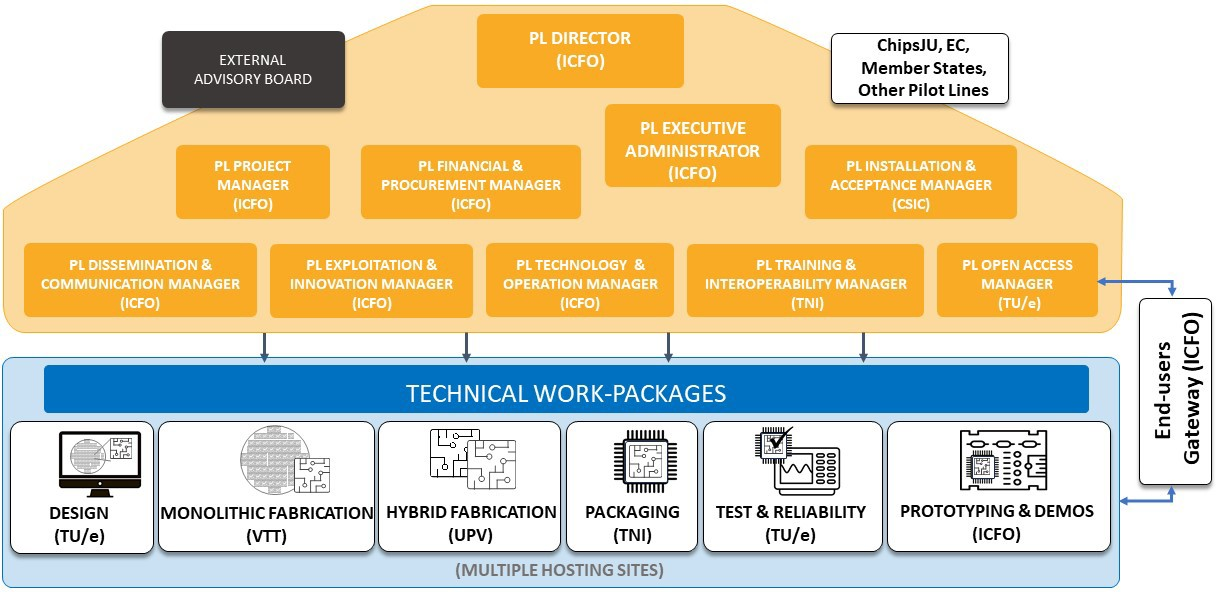 PL DIRECTOR
(ICFO)
EXTERNAL
ADVISORY BOARD
ChipsJU, EC,
Member States,
Other Pilot Lines
PL EXECUTIVE
ADMINISTRATOR
(ICFO)
PL PROJECT
MANAGER
(ICFO)
PL FINANCIAL &
PROCUREMENT MANAGER
(ICFO)
PL INSTALLATION &
ACCEPTANCE MANAGER
(CSIC)
PL DISSEMINATION &
COMMUNICATION MANAGER
(ICFO)
PL EXPLOITATION &
INNOVATION MANAGER
(ICFO)
PL TECHNOLOGY &
OPERATION MANAGER
(ICFO)
PL TRAINING &
INTEROPERABILITY MANAGER
(TNI)
PL OPEN ACCESS
MANAGER
(TU/e)
End-users
Gateway (ICFO)
TECHNICAL WORK-PACKAGES
DESIGN
(TU/e)
MONOLITHIC FABRICATION
(VTT)
HYBRID FABRICATION
(UPV)
PACKAGING
(TNI)
TEST & RELIABILITY
(TU/e)
PROTOTYPING & DEMOS
(ICFO)
(MULTIPLE HOSTING SITES)